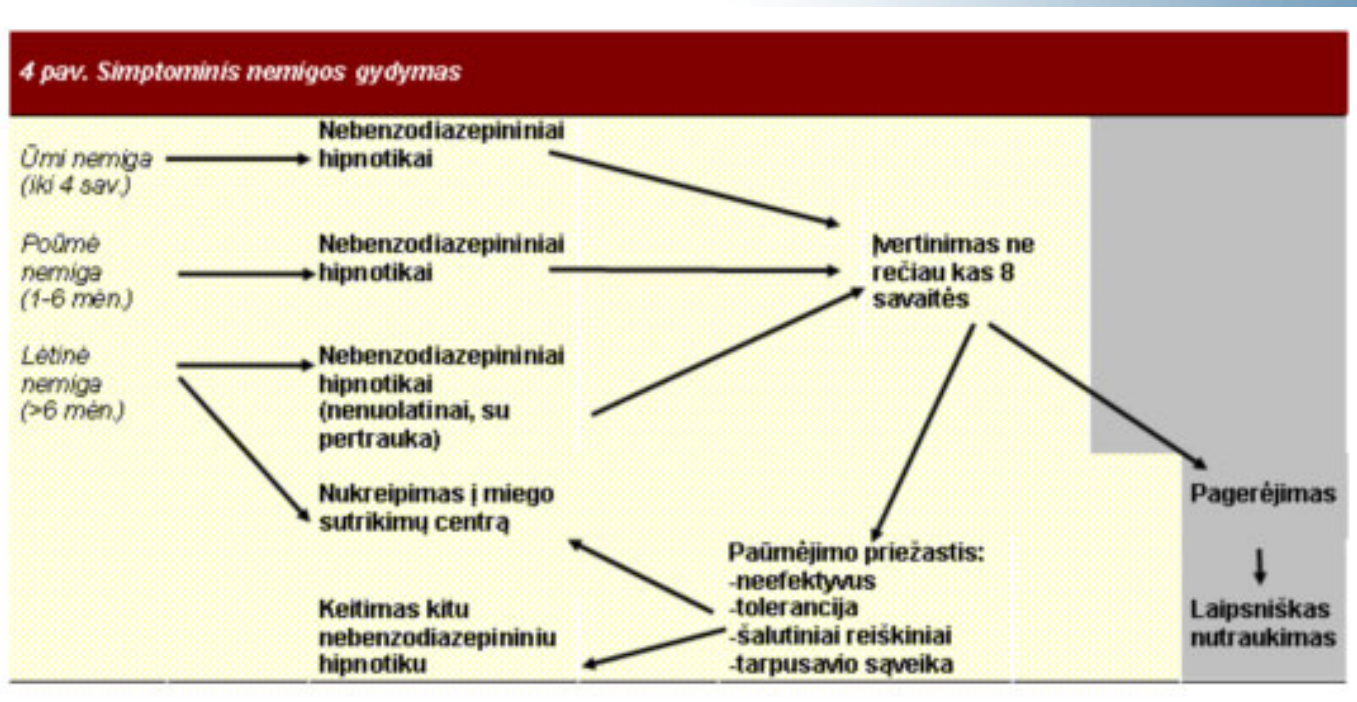 4 pav. Simptominis nemigos gydymas
Ūmi nemiga
(iki 4 sav.)
Nebenzodiazepininiai
hipnotikai
Poūmė
nemiga
(1-6 mėn.)
Nebenzodiazepininiai
hipnotikai
Įvertinimas ne
rečiau kas 8
savaitės
Lėtinė
nemiga
(>6 mėn.)
Nebenzodiazepininiai
hipnotikai
(nenuolatinai, su
pertrauka)
Nukreipimas į miego
sutrikimų centrą
Pagerėjimas
Paūmėjimo priežastis:
-neefektyvus
-tolerancija
-šalutiniai reiškiniai
-tarpusavio sąveika
Keitimas kitu
nebenzodiazepininiu
hipnotiku
Laipsniškas
nutraukimas